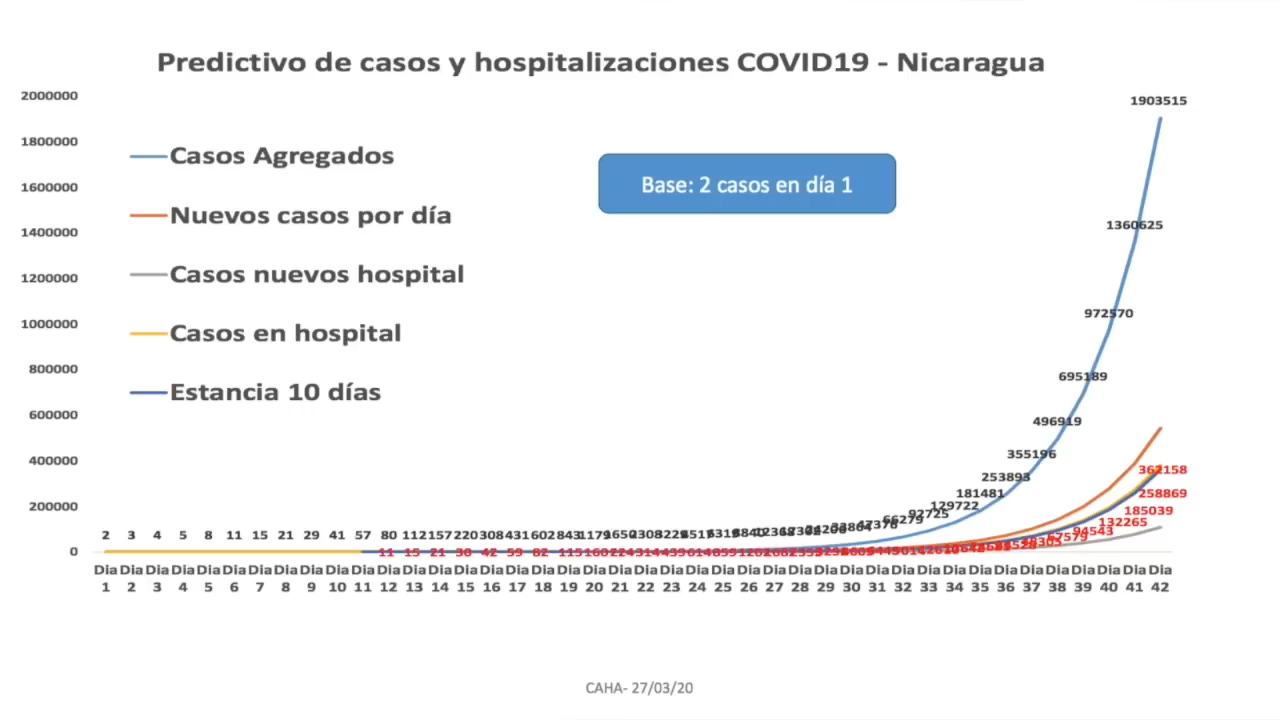 Predictivo de casos y hospitalizaciones COVID19 - Nicaragua
2000000
1903515
1800000
Casos Agregados
Base: 2 casos en día 1
1600000
Nuevos casos por día
1400000
1360625
Casos nuevos hospital
1200000
1000000
972570
Casos en hospital
800000
695189
Estancia 10 días
600000
496919
400000
355196
362158
253893
258869
181481
200000
129722
185039
92725
132265
66279
94543
67579
2 3 4 5 8 11 15 21 29 41 57 80 112 157 220 308 431 602 843 1179 1650 2308
0
11 15 21 30 42 59 82 115 160 224 314 439 614 859
Dia 1 Dia 2 Dia 3 Dia 4 Dia 5 Dia 6 Dia 7 Dia 8 Dia 9 Dia 10 Dia 11 Dia 12 Dia 13 Dia 14 Dia 15 Dia 16 Dia 17 Dia 18 Dia 19 Dia 20 Dia 21 Dia 22 Dia 23 Dia 24 Dia 25 Dia 26 Dia 27 Dia 28 Dia 29 Dia 30 Dia 31 Dia 32 Dia 33 Dia 34 Dia 35 Dia 36 Dia 37 Dia 38 Dia 39 Dia 40 Dia 41 Dia 42
CAHA- 27/03/20